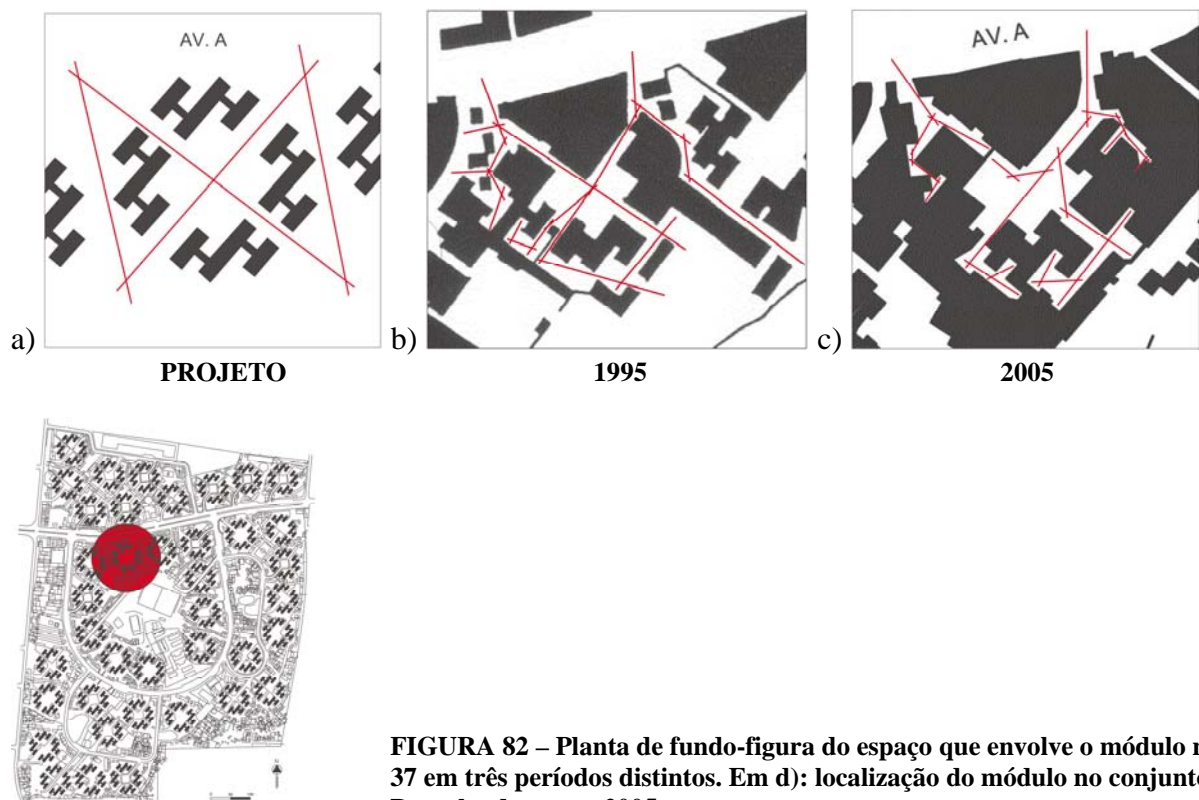 AV. A
AV. A
a)
b)
c)
PROJETO
1995
2005
FIGURA 82 – Planta de fundo-figura do espaço que envolve o módulo
37 em três períodos distintos. Em d): localização do módulo no conjunto